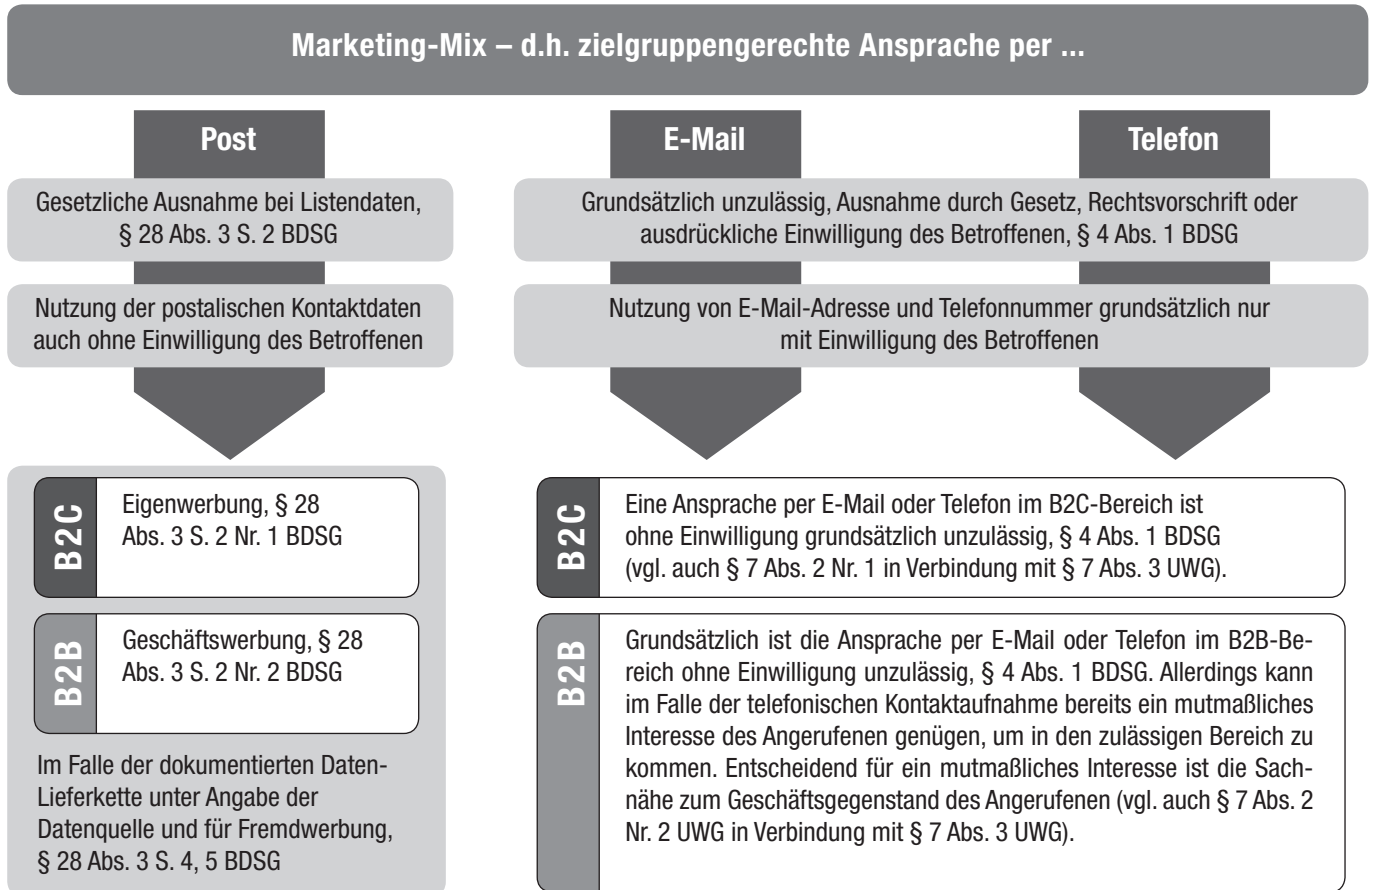 Marketing-Mix – d.h. zielgruppengerechte Ansprache per ...
Post
Gesetzliche Ausnahme bei Listendaten,
§ 28 Abs. 3 S. 2 BDSG
Nutzung der postalischen Kontaktdaten
auch ohne Einwilligung des Betroffenen
B2C
Eigenwerbung, § 28
Abs. 3 S. 2 Nr. 1 BDSG
B2B
Geschäftswerbung, § 28
Abs. 3 S. 2 Nr. 2 BDSG
Im Falle der dokumentierten Daten-
Lieferkette unter Angabe der
Datenquelle und für Fremdwerbung,
§ 28 Abs. 3 S. 4, 5 BDSG
E-Mail
Telefon
Grundsätzlich unzulässig, Ausnahme durch Gesetz, Rechtsvorschrift oder
ausdrückliche Einwilligung des Betroffenen, § 4 Abs. 1 BDSG
Nutzung von E-Mail-Adresse und Telefonnummer grundsätzlich nur
mit Einwilligung des Betroffenen
B2C
Eine Ansprache per E-Mail oder Telefon im B2C-Bereich ist
ohne Einwilligung grundsätzlich unzulässig, § 4 Abs. 1 BDSG
(vgl. auch § 7 Abs. 2 Nr. 1 in Verbindung mit § 7 Abs. 3 UWG).
B2B
Grundsätzlich ist die Ansprache per E-Mail oder Telefon im B2B-Be-
reich ohne Einwilligung unzulässig, § 4 Abs. 1 BDSG. Allerdings kann
im Falle der telefonischen Kontaktaufnahme bereits ein mutmaßliches
Interesse des Angerufenen genügen, um in den zulässigen Bereich zu
kommen. Entscheidend für ein mutmaßliches Interesse ist die Sach-
nähe zum Geschäftsgegenstand des Angerufenen (vgl. auch § 7 Abs. 2
Nr. 2 UWG in Verbindung mit § 7 Abs. 3 UWG).